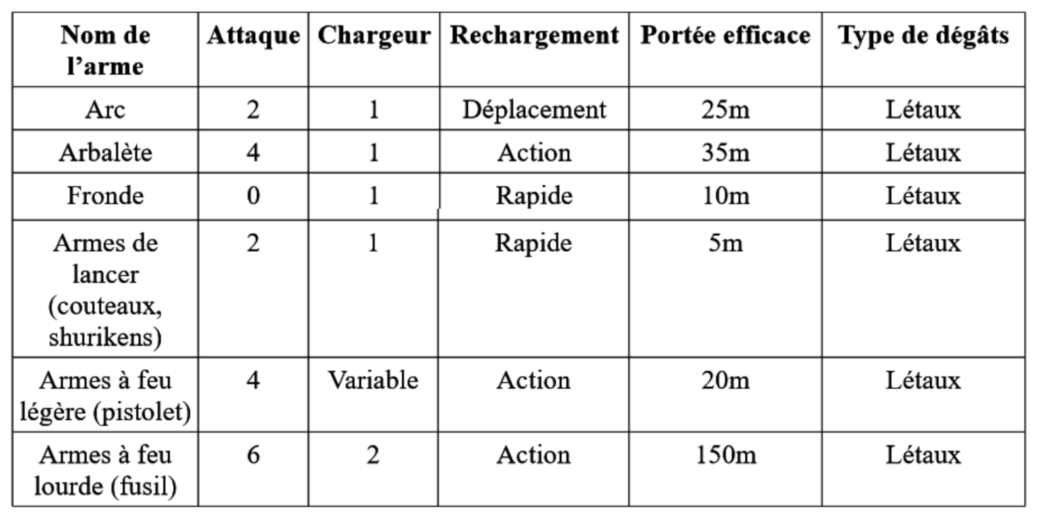 Nom de l’arme Attaque Chargeur Rechargement Portée efficace Type de dégâts
Arc 2 1 Déplacement 25m Létaux
Arbalète 4 1 Action 35m Létaux
Fronde 0 1 Rapide 10m Létaux
Armes de 2 1 Rapide 5m Létaux
lancer
(couteaux,
shurikens)
Armes à feu 4 Variable Action 20m Létaux
légère (pistolet)
Armes à feu 6 2 Action 150m Létaux
lourde (fusil)